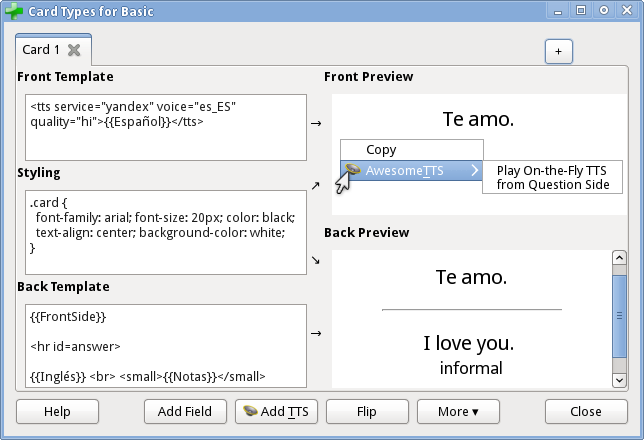 Card Types for Basic
Card 1
+
Front Template
<tts service="yandex" voice="es_ES"
quality="hi">{{Español}}</tts>
→
Styling
.card {
font-family: arial; font-size: 20px; color: black;
text-align: center; background-color: white;
}
↗
↘
Back Template
{{FrontSide}}
<hr id=answer>
{{Inglés}} <br> <small>{{Notas}}</small>
→
Front Preview
Te amo.
Copy
AwesomeTTS
Play On-the-Fly TTS
from Question Side
Back Preview
Te amo.
I love you.
informal
Help
Add Field
Add TTS
Flip
More ▾
Close